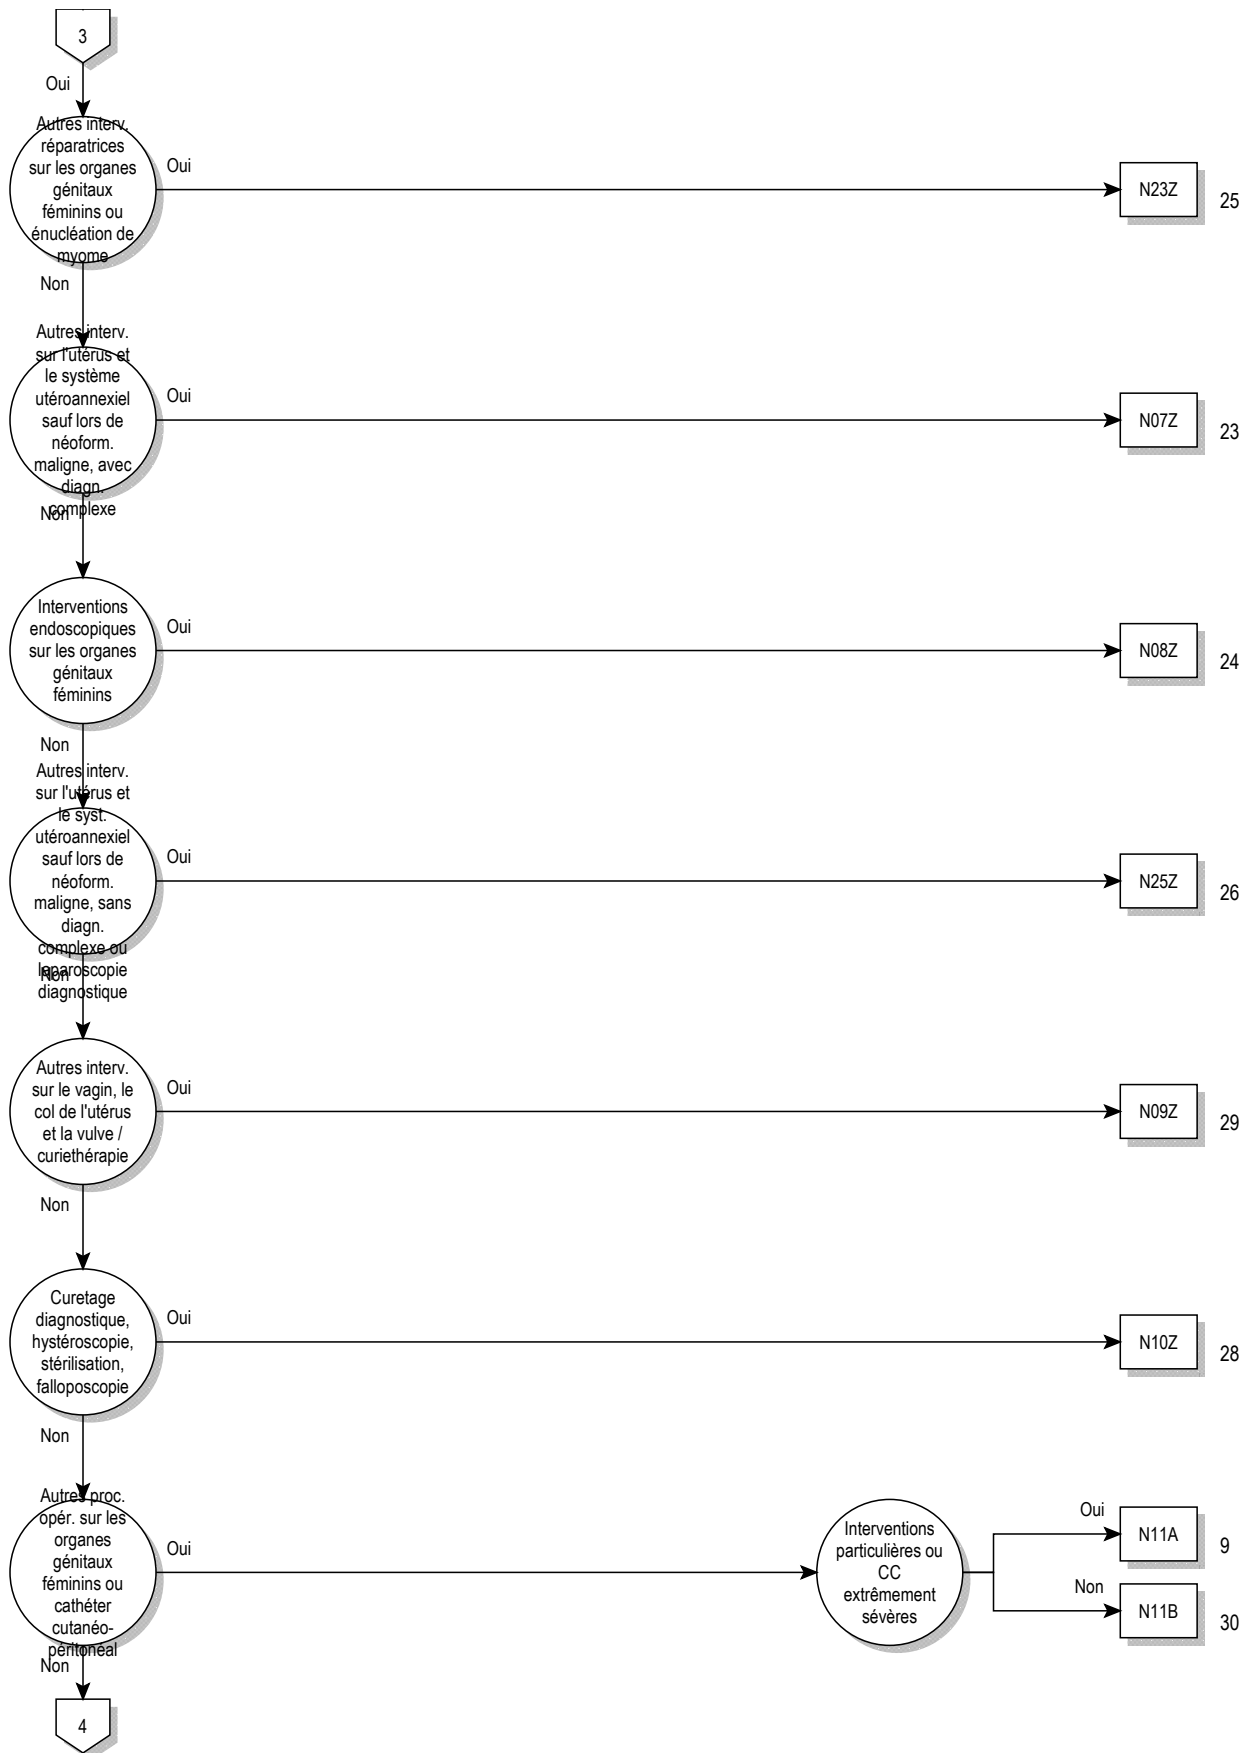 3
Oui
Autres interv.
réparatrices
sur les organes
génitaux
féminins ou
énucléation de
myome
Oui
N23Z
25
Non
Autres interv.
sur l'utérus et
le système
utéroannexiel
sauf lors de
néoform.
maligne, avec
diagn.
complexe
Oui
N07Z
23
Non
Interventions
endoscopiques
sur les organes
génitaux
féminins
Oui
N08Z
24
Non
Autres interv.
sur l'utérus et
le syst.
utéroannexiel
sauf lors de
néoform.
maligne, sans
diagn.
complexe ou
laparoscopie
diagnostique
Oui
N25Z
26
Non
Autres interv.
sur le vagin, le
col de l'utérus
et la vulve /
curiethérapie
Oui
N09Z
29
Non
Curetage
diagnostique,
hystéroscopie,
stérilisation,
falloposcopie
Oui
N10Z
28
Non
Autres proc.
opér. sur les
organes
génitaux
féminins ou
cathéter
cutanéo-
péritonéal
Oui
Interventions
particulières ou
CC
extrêmement
sévères
Oui
N11A
9
Non
N11B
30
Non
4